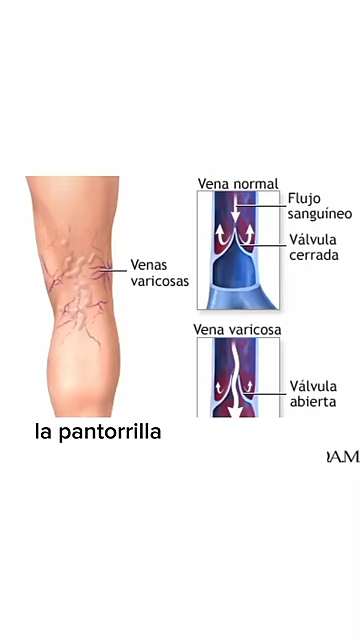 Vena normal
Flujo
sanguíneo
Válvula
cerrada
Venas
varicosas
Vena varicosa
Válvula
abierta
la pantorrilla